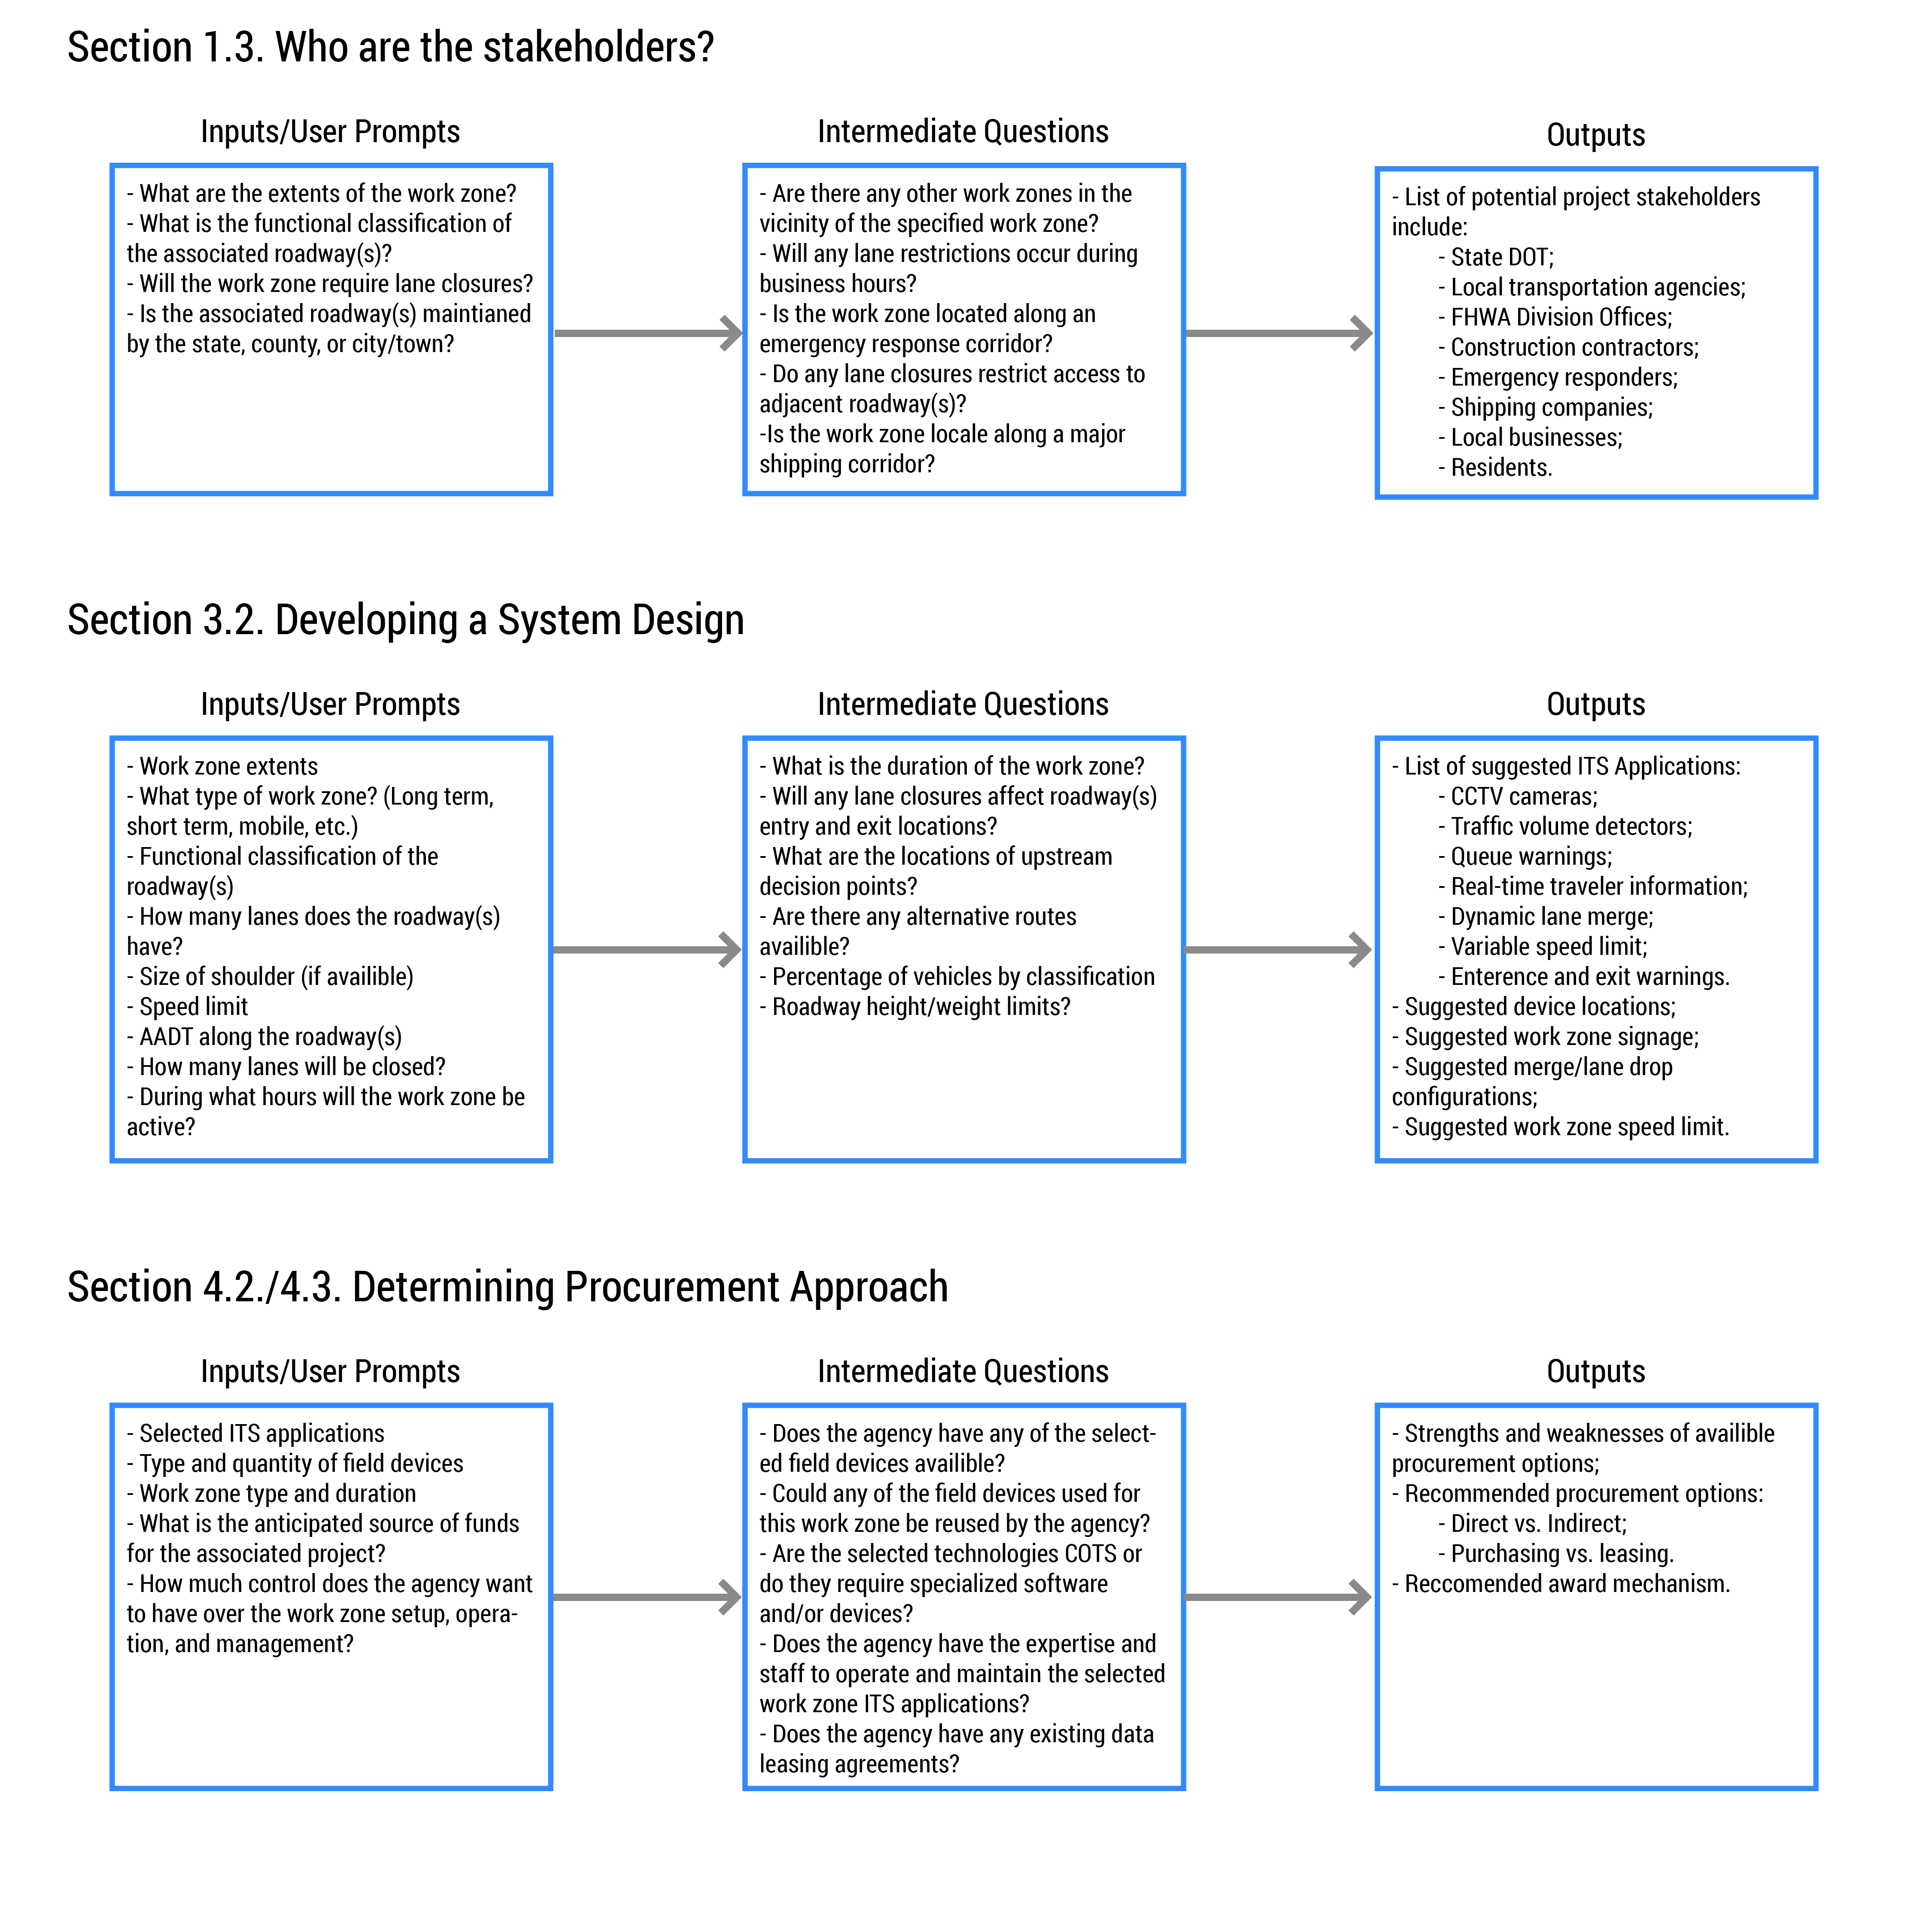 Section 1.3. Who are the stakeholders?
Inputs/User Prompts
- What are the extents of the work zone?
- What is the functional classification of
the associated roadway(s)?
- Will the work zone require lane closures?
- Is the associated roadway(s) maintianed
by the state, county, or city/town?
Intermediate Questions
- Are there any other work zones in the
vicinity of the specified work zone?
- Will any lane restrictions occur during
business hours?
- Is the work zone located along an
emergency response corridor?
- Do any lane closures restrict access to
adjacent roadway(s)?
-Is the work zone locale along a major
shipping corridor?
Outputs
- List of potential project stakeholders
include:
- State DOT;
- Local transportation agencies;
- FHWA Division Offices;
- Construction contractors;
- Emergency responders;
- Shipping companies;
- Local businesses;
- Residents.
Section 3.2. Developing a System Design
Inputs/User Prompts
- Work zone extents
- What type of work zone? (Long term,
short term, mobile, etc.)
- Functional classification of the
roadway(s)
- How many lanes does the roadway(s)
have?
- Size of shoulder (if availible)
- Speed limit
- AADT along the roadway(s)
- How many lanes will be closed?
- During what hours will the work zone be
active?
Intermediate Questions
- What is the duration of the work zone?
- Will any lane closures affect roadway(s)
entry and exit locations?
- What are the locations of upstream
decision points?
- Are there any alternative routes
availible?
- Percentage of vehicles by classification
- Roadway height/weight limits?
Outputs
- List of suggested ITS Applications:
- CCTV cameras;
- Traffic volume detectors;
- Queue warnings;
- Real-time traveler information;
- Dynamic lane merge;
- Variable speed limit;
- Enterence and exit warnings.
- Suggested device locations;
- Suggested work zone signage;
- Suggested merge/lane drop
configurations;
- Suggested work zone speed limit.
Section 4.2./4.3. Determining Procurement Approach
Inputs/User Prompts
- Selected ITS applications
- Type and quantity of field devices
- Work zone type and duration
- What is the anticipated source of funds
for the associated project?
- How much control does the agency want
to have over the work zone setup, opera-
tion, and management?
Intermediate Questions
- Does the agency have any of the select-
ed field devices availible?
- Could any of the field devices used for
this work zone be reused by the agency?
- Are the selected technologies COTS or
do they require specialized software
and/or devices?
- Does the agency have the expertise and
staff to operate and maintain the selected
work zone ITS applications?
- Does the agency have any existing data
leasing agreements?
Outputs
- Strengths and weaknesses of availible
procurement options;
- Recommended procurement options:
- Direct vs. Indirect;
- Purchasing vs. leasing.
- Reccomended award mechanism.